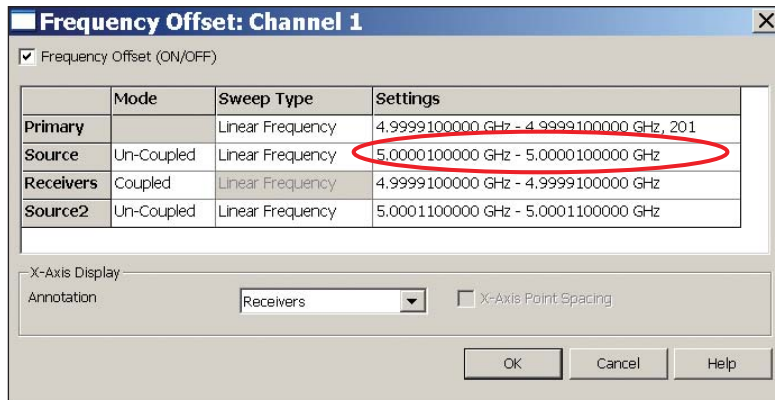 Frequency Offset: Channel 1
Frequency Offset (ON/OFF)
Mode Sweep Type Settings
Primary Linear Frequency 4.9999100000 GHz - 4.9999100000 GHz, 201
Source Un-Coupled Linear Frequency 5.0000100000 GHz - 5.0000100000 GHz
Receivers Coupled Linear Frequency 4.9999100000 GHz - 4.9999100000 GHz
Source2 Un-Coupled Linear Frequency 5.0001100000 GHz - 5.0001100000 GHz
X-Axis Display
Annotation Receivers X-Axis Point Spacing
OK Cancel Help